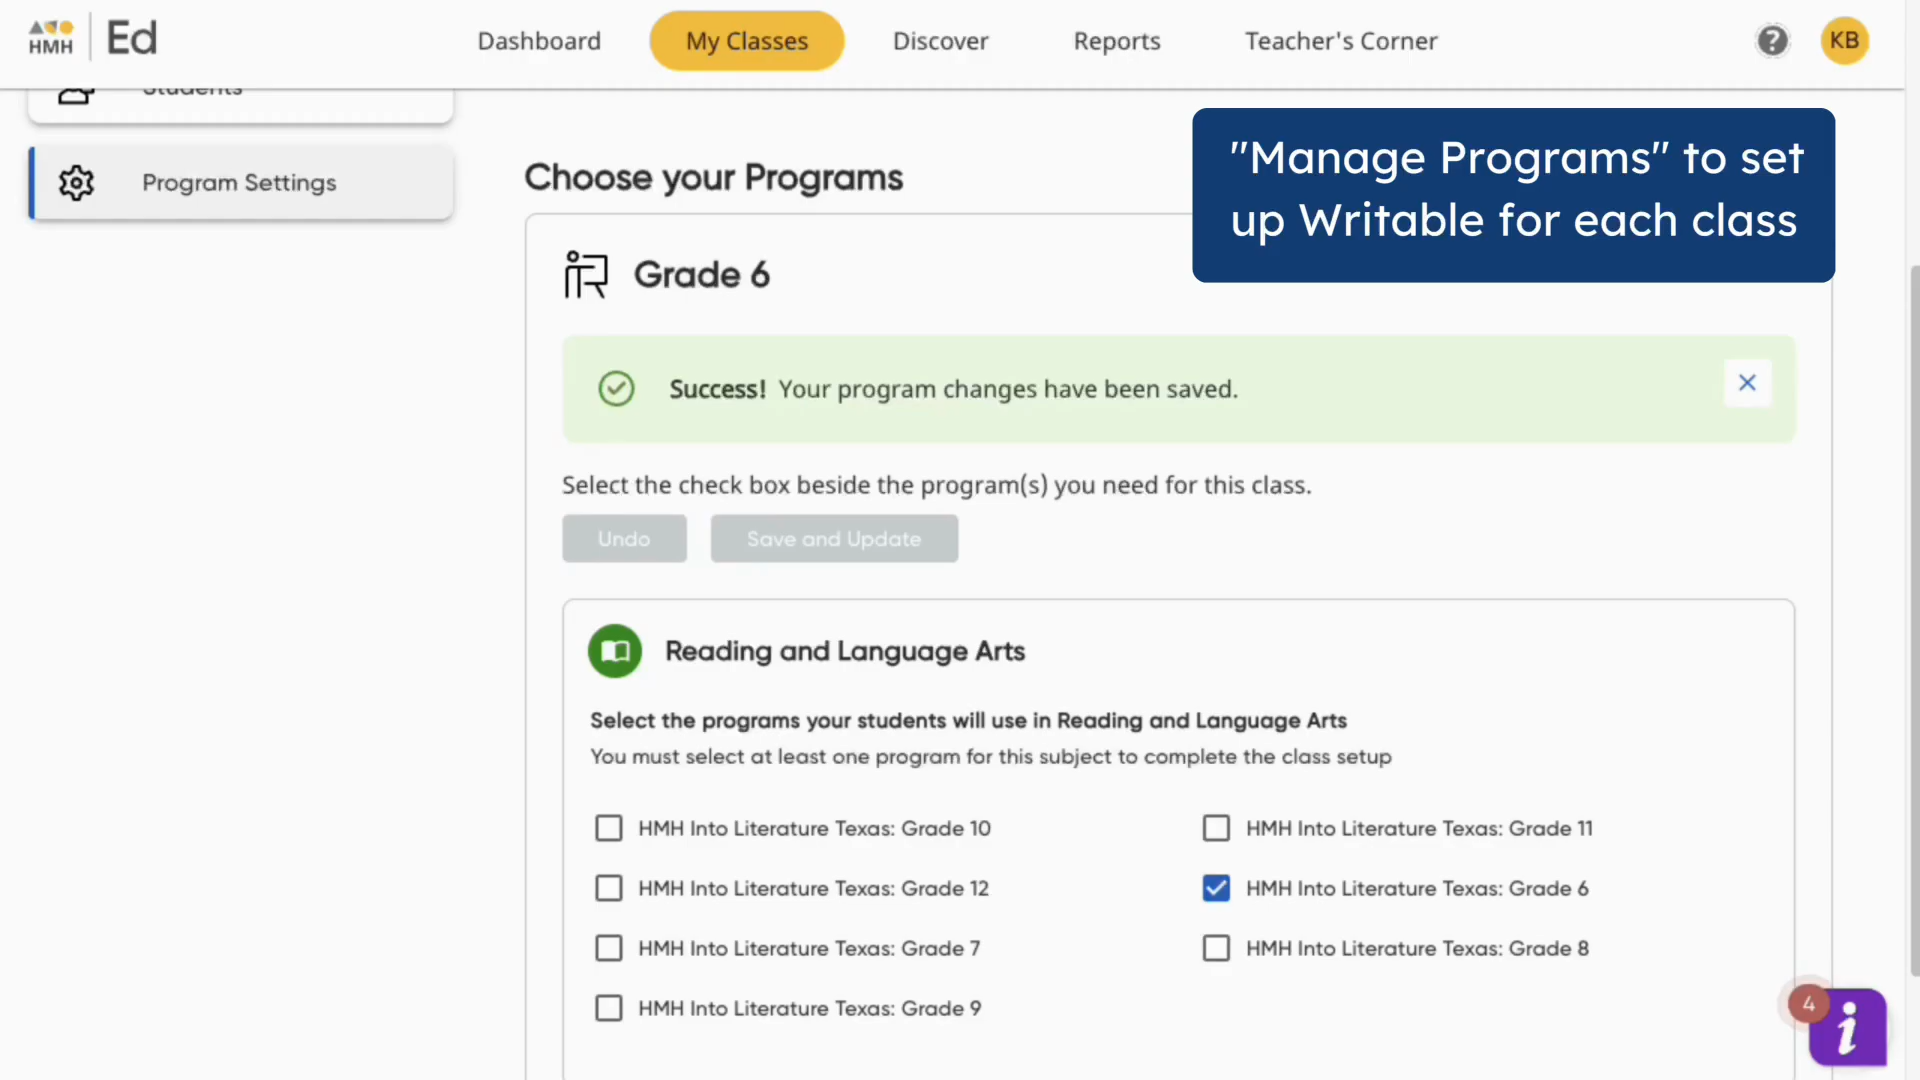 HMH Ed
Dashboard
My Classes
Discover
Reports
Teacher's Corner
?
KB
Students
Program Settings
"Manage Programs" to set
up Writable for each class
Choose your Programs
Grade 6
Success! Your program changes have been saved.
Select the check box beside the program(s) you need for this class.
Undo
Save and Update
Reading and Language Arts
Select the programs your students will use in Reading and Language Arts
You must select at least one program for this subject to complete the class setup
HMH Into Literature Texas: Grade 10
HMH Into Literature Texas: Grade 11
HMH Into Literature Texas: Grade 12
HMH Into Literature Texas: Grade 6
HMH Into Literature Texas: Grade 7
HMH Into Literature Texas: Grade 8
HMH Into Literature Texas: Grade 9
4
i